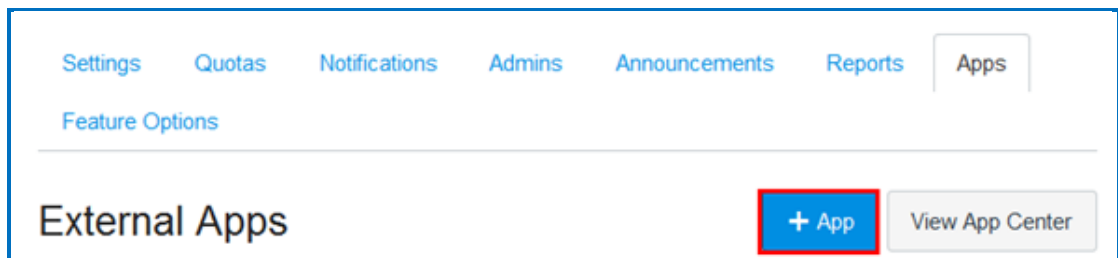 Settings Quotas Notifications Admins Announcements Reports Apps
Feature Options
External Apps + App View App Center